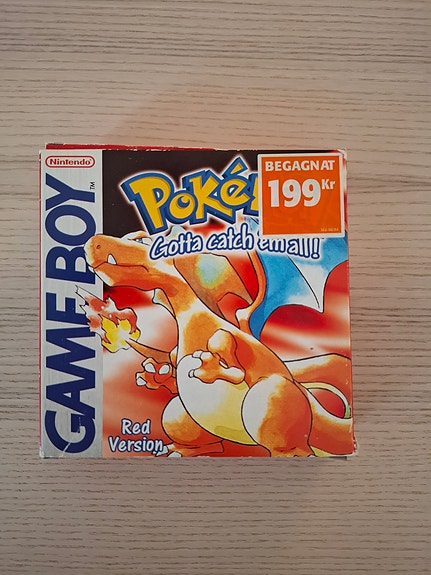 Nintendo
GAME BOY TM
POKé
Gotta catch 'em all!
BEGAGNAT
199 Kr
Red
Version